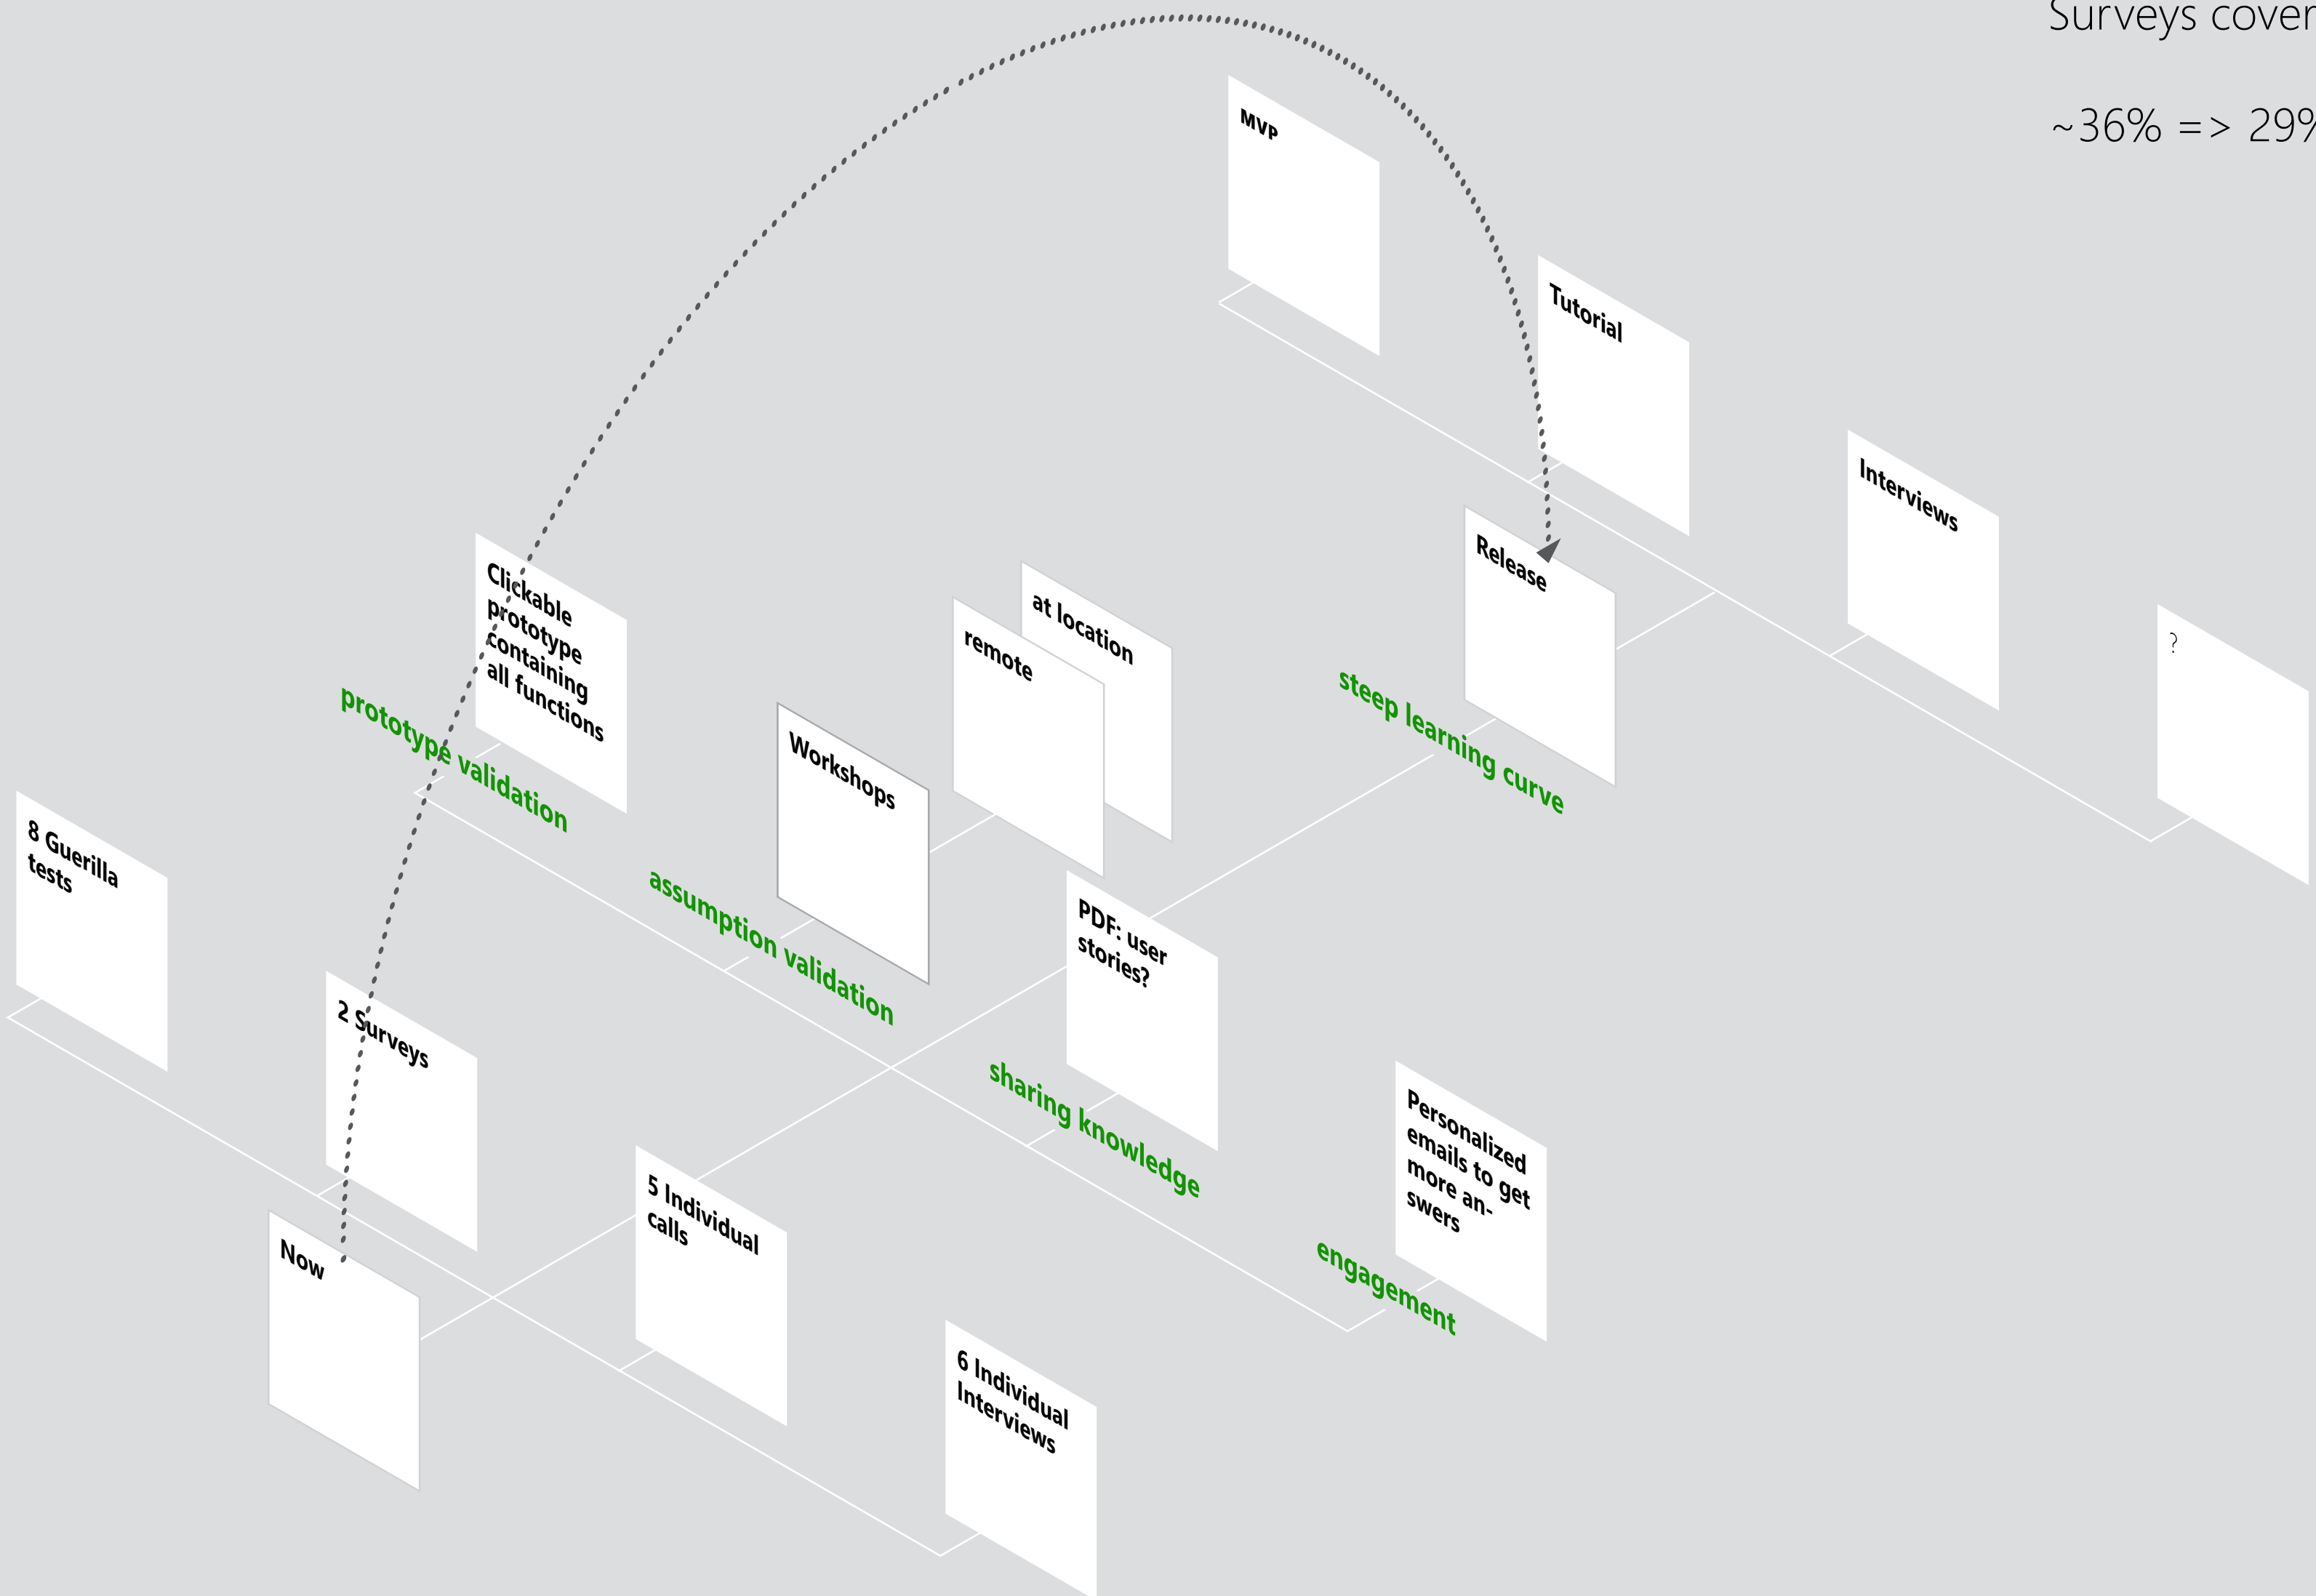 Surveys cover
~36% => 29%
MVP
Tutorial
Interviews
?
Release
steep learning curve
Clickable
prototype
containing
all functions
prototype validation
at location
remote
Workshops
assumption validation
8 Guerilla
tests
2 Surveys
PDF: user
stories?
sharing knowledge
Personalized
emails to get
more an-
swers
engagement
Now
5 Individual
calls
6 Individual
Interviews